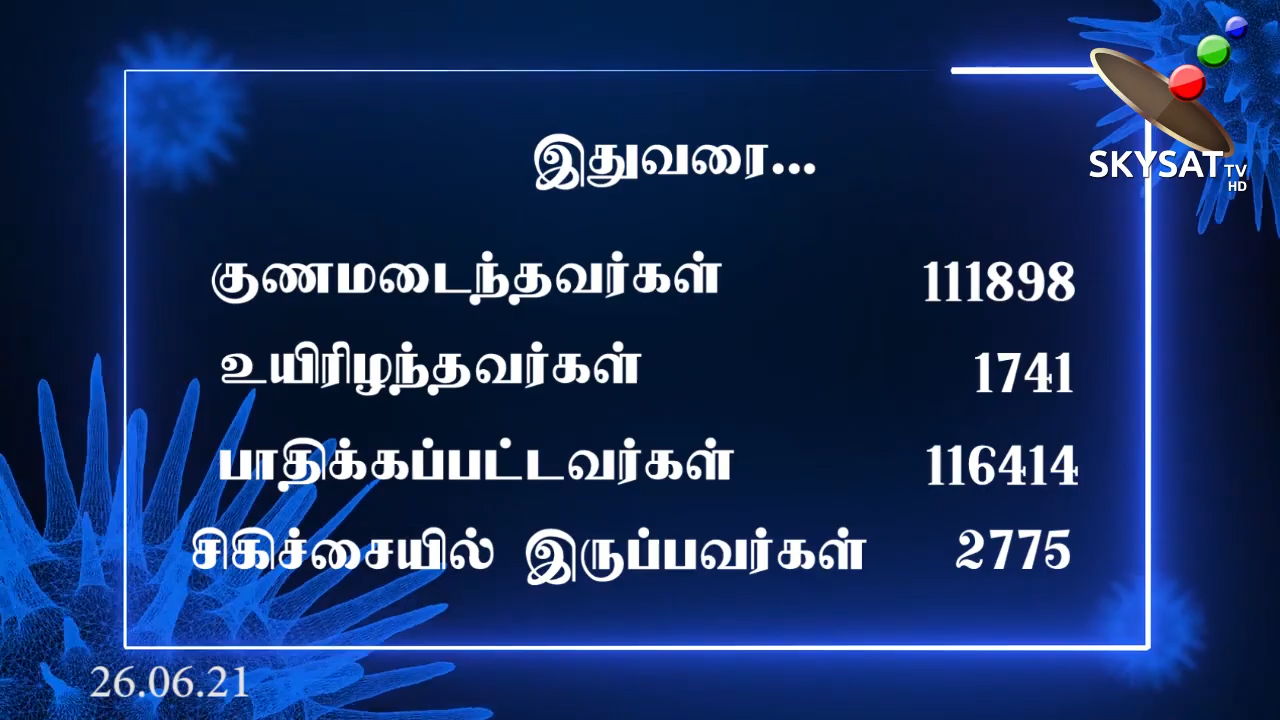 SKYSAT TV HD
இதுவரை...
குணமடைந்தவர்கள் 111898
உயிரிழந்தவர்கள் 1741
பாதிக்கப்பட்டவர்கள் 116414
சிகிச்சையில் இருப்பவர்கள் 2775
26.06.21